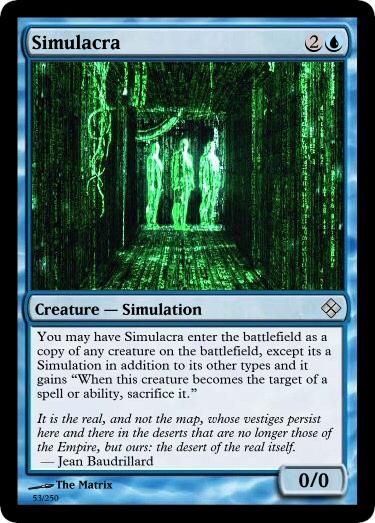 Simulacra 2
Creature — Simulation
You may have Simulacra enter the battlefield as a
copy of any creature on the battlefield, except its a
Simulation in addition to its other types and it
gains “When this creature becomes the target of a
spell or ability, sacrifice it.”
It is the real, and not the map, whose vestiges persist
here and there in the deserts that are no longer those of
the Empire, but ours: the desert of the real itself.
— Jean Baudrillard
0/0
The Matrix
53/250